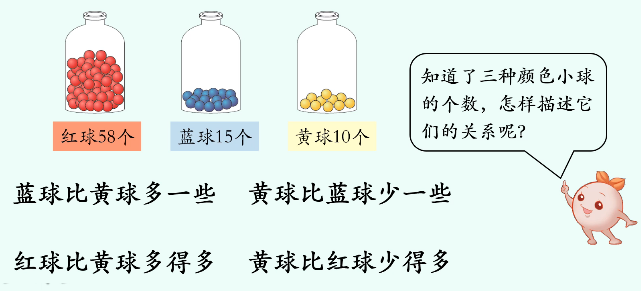 红球58个
蓝球15个
黄球10个
知道了三种颜色小球
的个数，怎样描述它
们的关系呢?
蓝球比黄球多一些
黄球比蓝球少一些
红球比黄球多得多
黄球比红球少得多